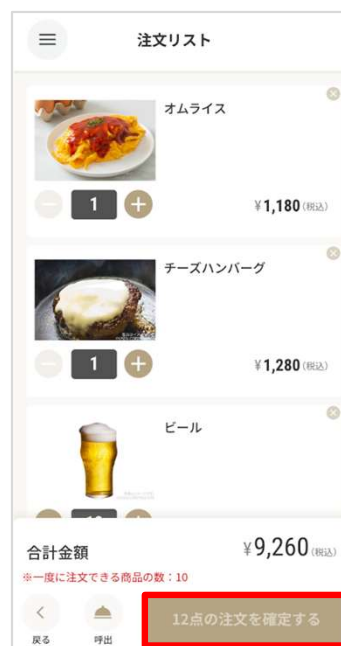 注文リスト
オムライス
1
¥1,180(税込)
チーズハンバーグ
1
¥1,280(税込)
ビール
合計金額
¥9,260(税込)
※一度に注文できる商品の数：10
戻る
呼出
12点の注文を確定する